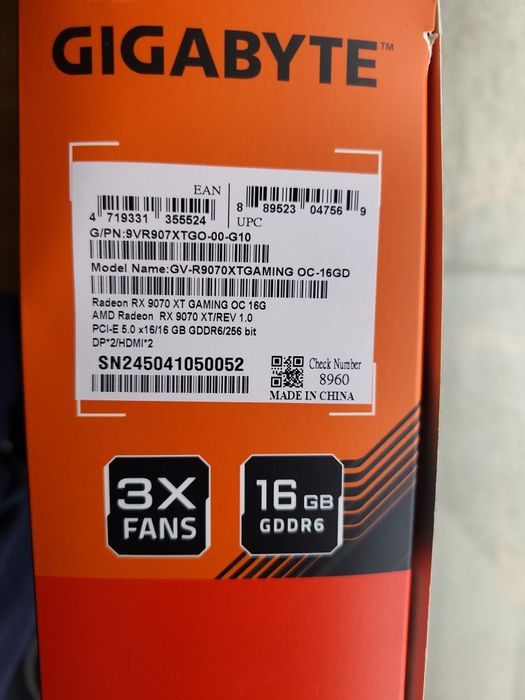 GIGABYTE™
EAN
4 719331 355524
8 89523 04756 9
UPC
G/PN:9VR907XTGO-00-G10
Model Name:GV-R9070XTGAMING OC-16GD
Radeon RX 9070 XT GAMING OC 16G
AMD Radeon RX 9070 XT/REV 1.0
PCI-E 5.0 x16/16 GB GDDR6/256 bit
DP*2/HDMI*2
SN245041050052
Check Number
8960
MADE IN CHINA
3X
FANS
16 GB
GDDR6